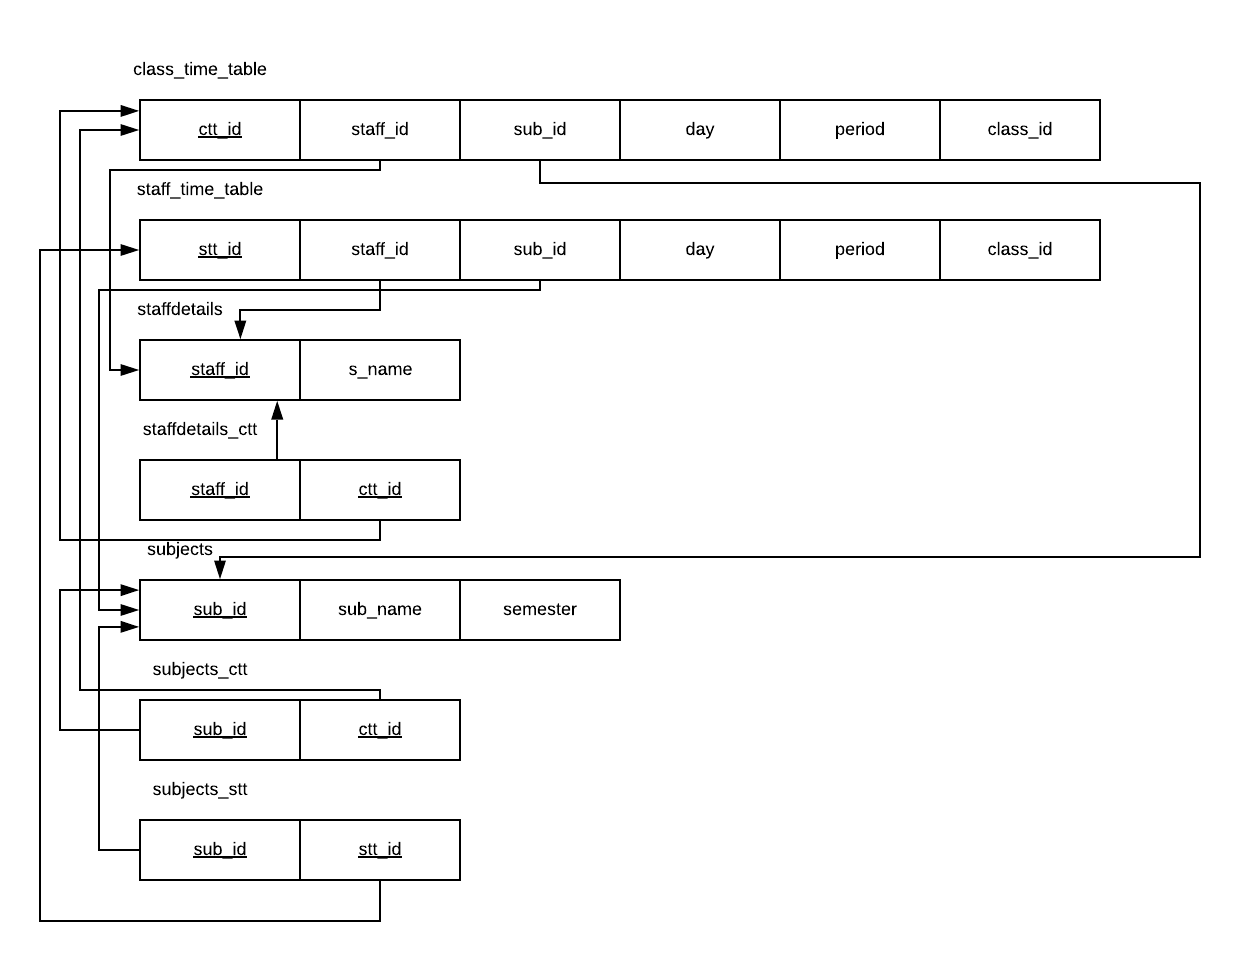 class_time_table
ctt_id staff_id sub_id day period class_id
staff_time_table
stt_id staff_id sub_id day period class_id
staffdetails
staff_id s_name
staffdetails_ctt
staff_id ctt_id
subjects
sub_id sub_name semester
subjects_ctt
sub_id ctt_id
subjects_stt
sub_id stt_id